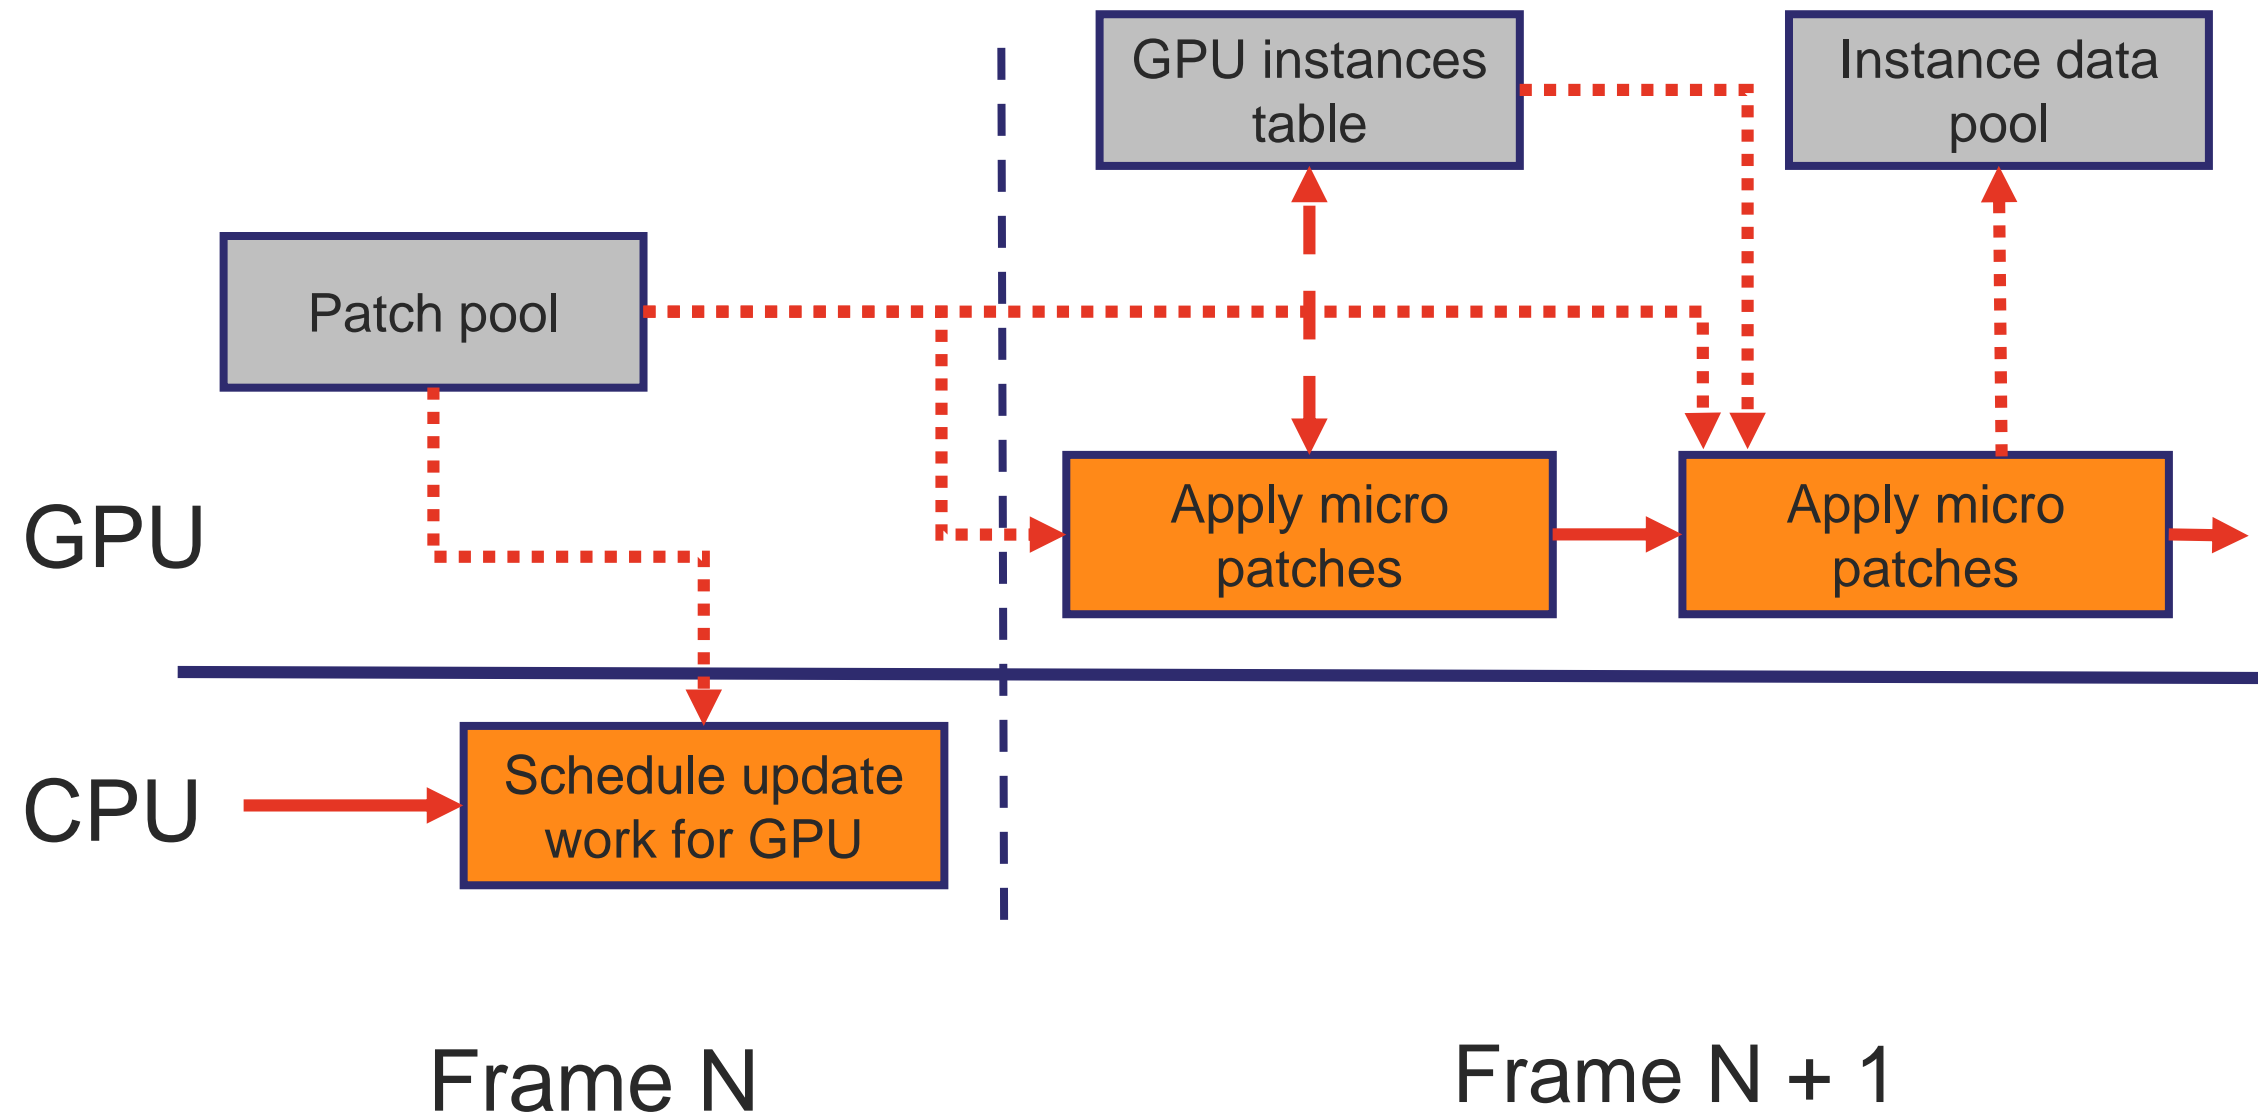 GPU instances
table
Instance data
pool
Patch pool
GPU
Apply micro
patches
Apply micro
patches
CPU
Schedule update
work for GPU
Frame N
Frame N + 1